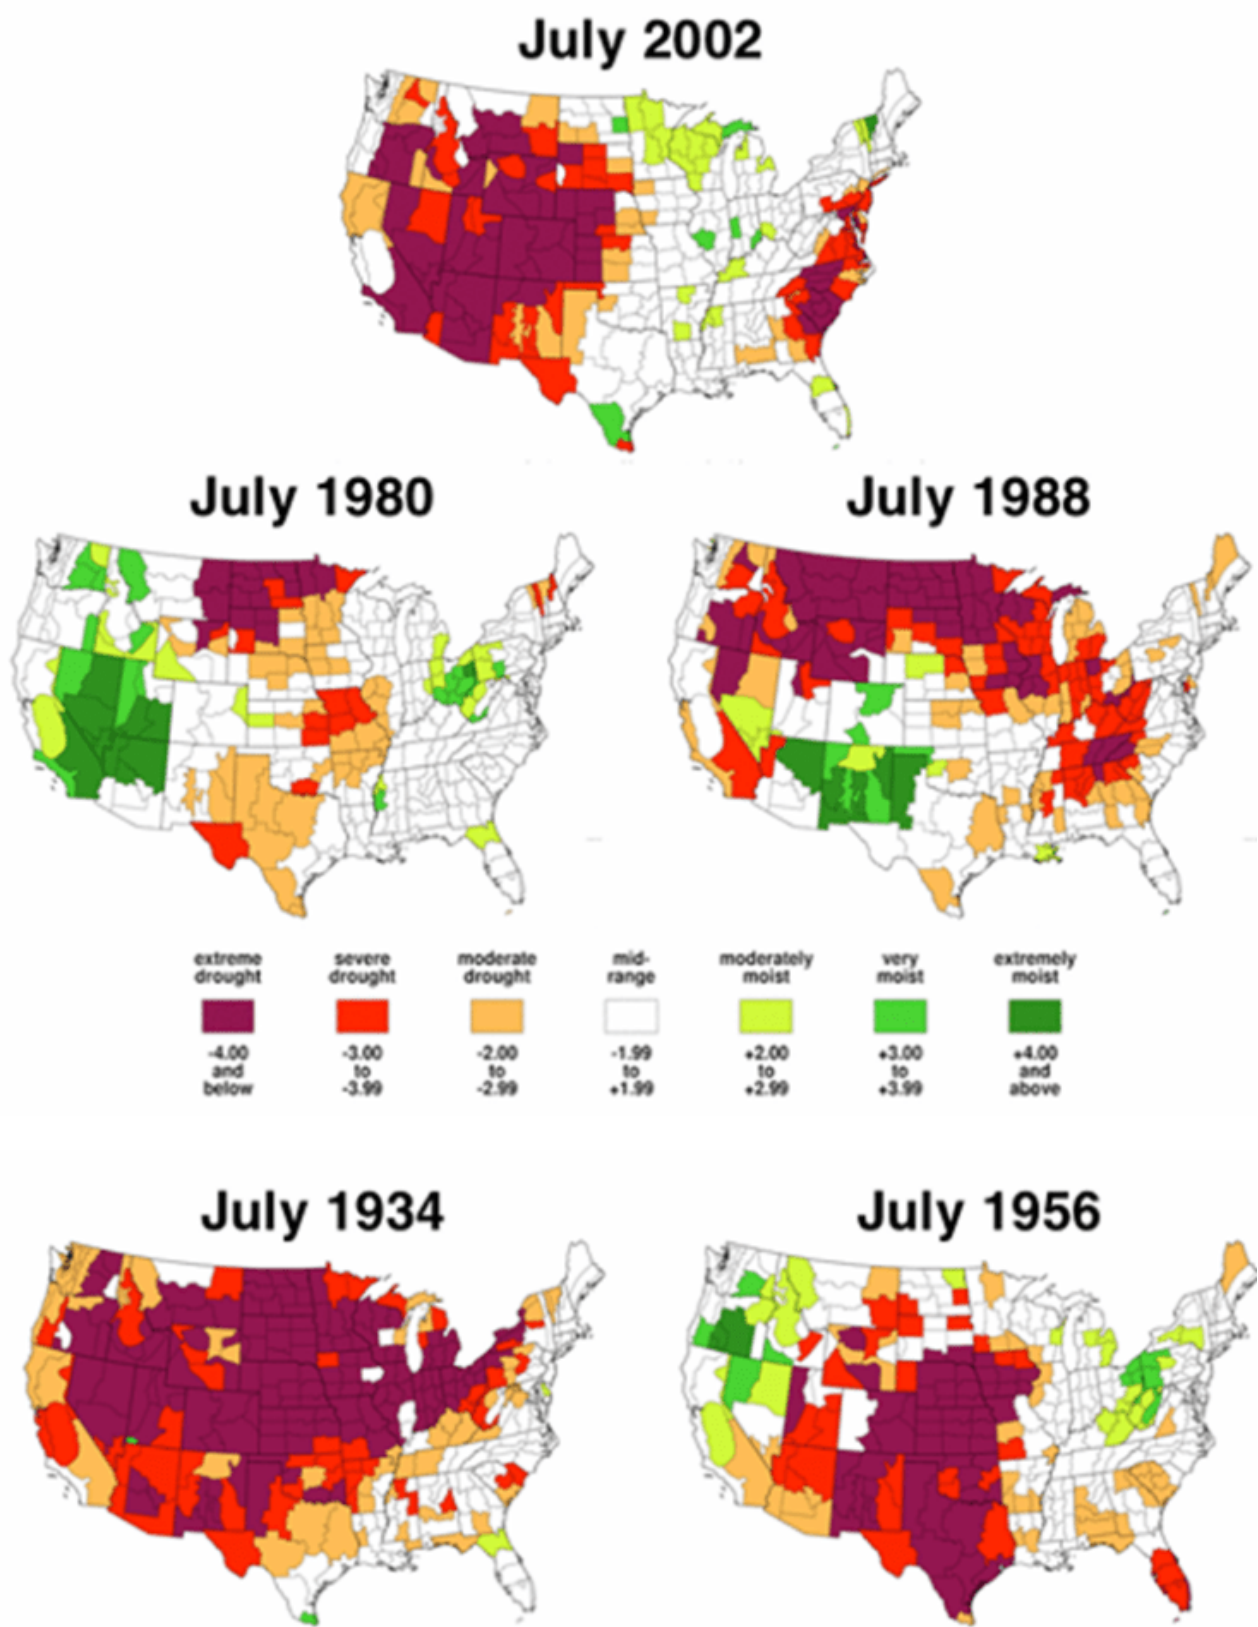 July 2002
July 1980
July 1988
extreme drought
severe drought
moderate drought
mid-range
moderately moist
very moist
extremely moist
-4.00 and below
-3.00 to -3.99
-2.00 to -2.99
-1.99 to +1.99
+2.00 to +2.99
+3.00 to +3.99
+4.00 and above
July 1934
July 1956